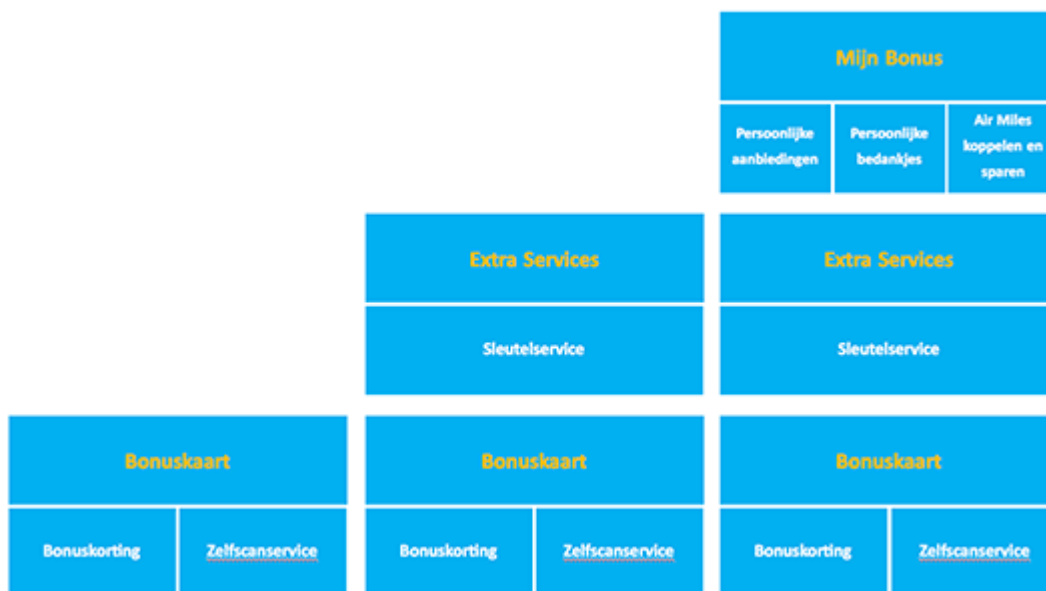 Mijn Bonus
Persoonlijke
aanbiedingen
Persoonlijke
bedankjes
Air Miles
koppelen en
sparen
Extra Services
Extra Services
Sleutelservice
Sleutelservice
Bonuskaart
Bonuskaart
Bonuskaart
Bonuskorting
Zelfscanservice
Bonuskorting
Zelfscanservice
Bonuskorting
Zelfscanservice